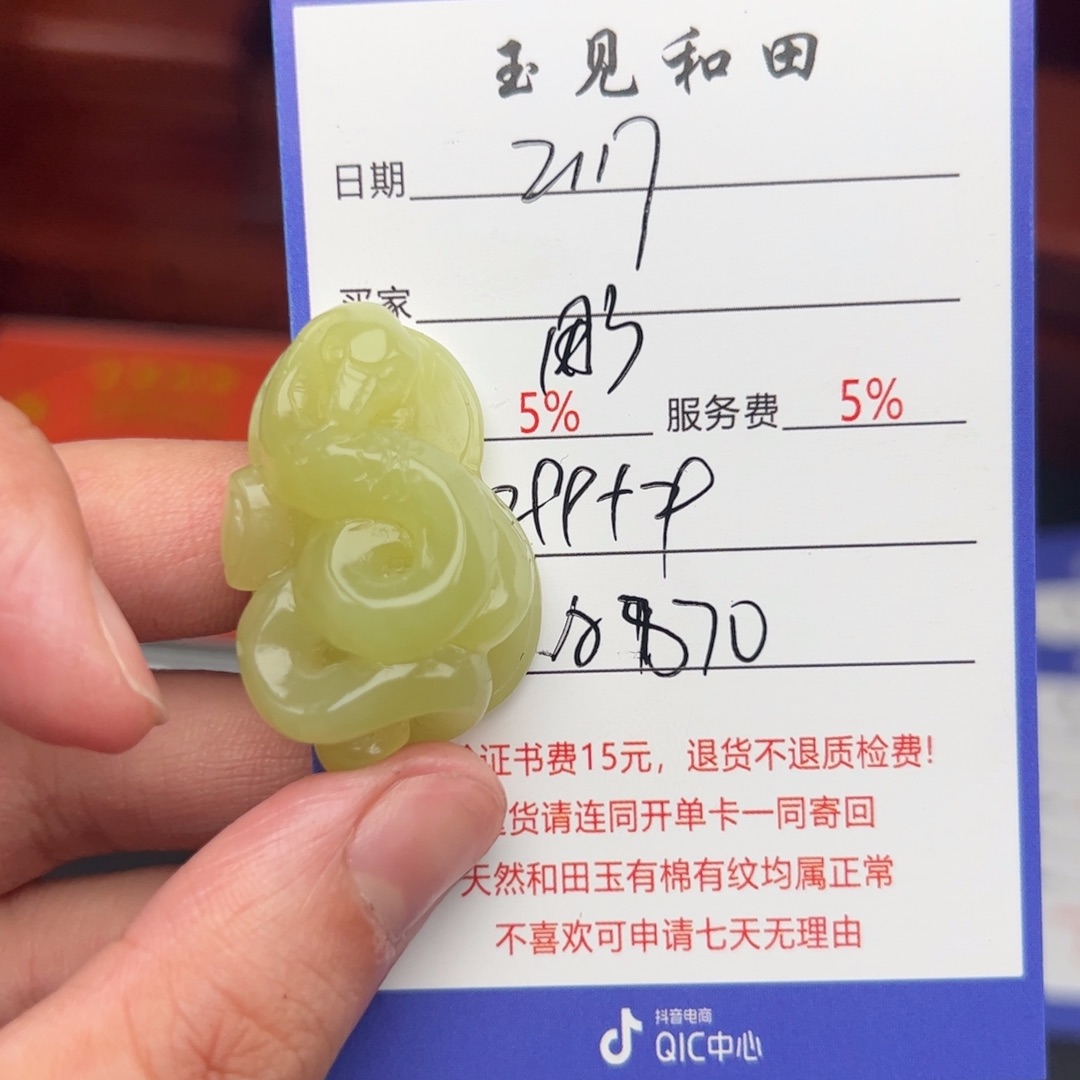 玉见和田
日期 2117
买家
5% 服务费 5%
证书费15元，退货不退质检费！
货请连同开单卡一同寄回
天然和田玉有棉有纹均属正常
不喜欢可申请七天无理由
抖音电商
QIC中心